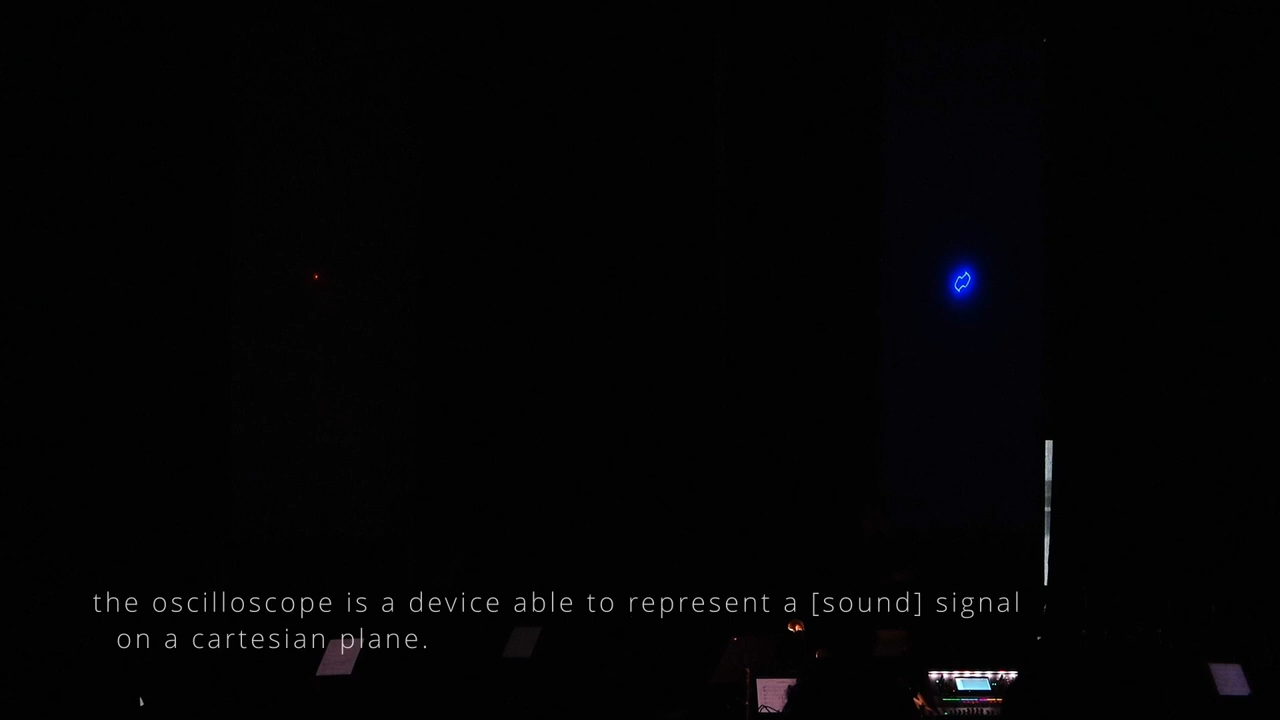 the oscilloscope is a device able to represent a [sound] signal
on a cartesian plane.